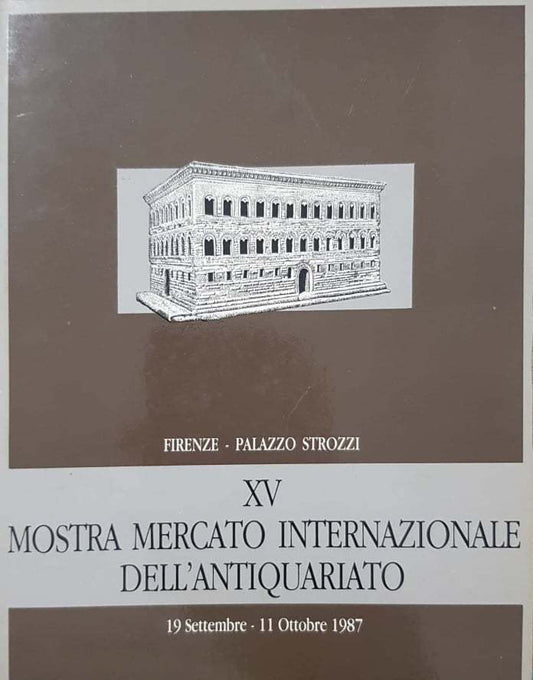 FIRENZE - PALAZZO STROZZI
XV
MOSTRA MERCATO INTERNAZIONALE
DELL'ANTIQUARIATO
19 Settembre - 11 Ottobre 1987